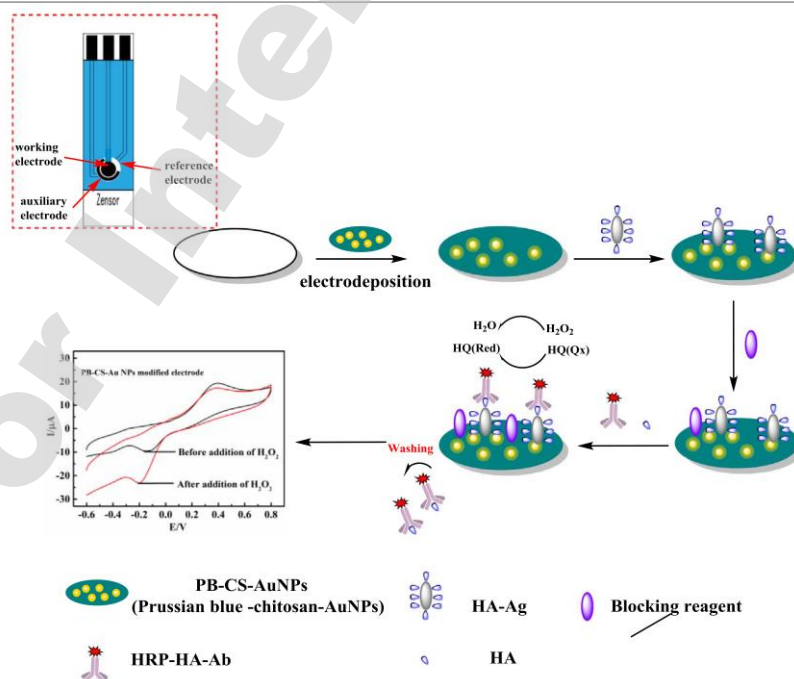 or Inte
working
electrode
reference
electrode
auxiliary
electrode
Zensor
electrodeposition
H₂O
H₂O₂
HQ(Red)
HQ(Qx)
Washing
PB-CS-Au NPs modified electrode
Before addition of H₂O₂
After addition of H₂O₂
I/μA
30
20
10
0
-10
-20
-30
-0.6 -0.4 -0.2 0.0 0.2 0.4 0.6 0.8
E/V
PB-CS-AuNPs
(Prussian blue -chitosan-AuNPs)
HA-Ag
Blocking reagent
HRP-HA-Ab
HA